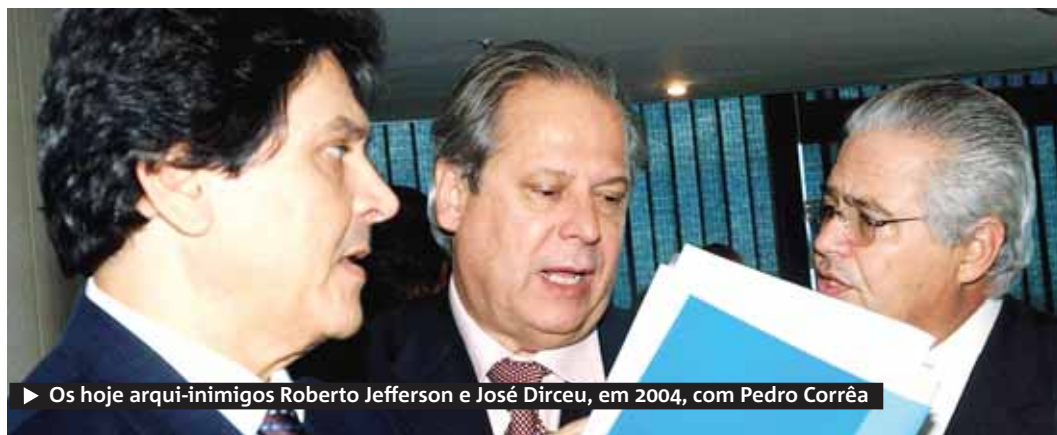 ▶ Os hoje arqui-inimigos Roberto Jefferson e José Dirceu, em 2004, com Pedro Corrêa